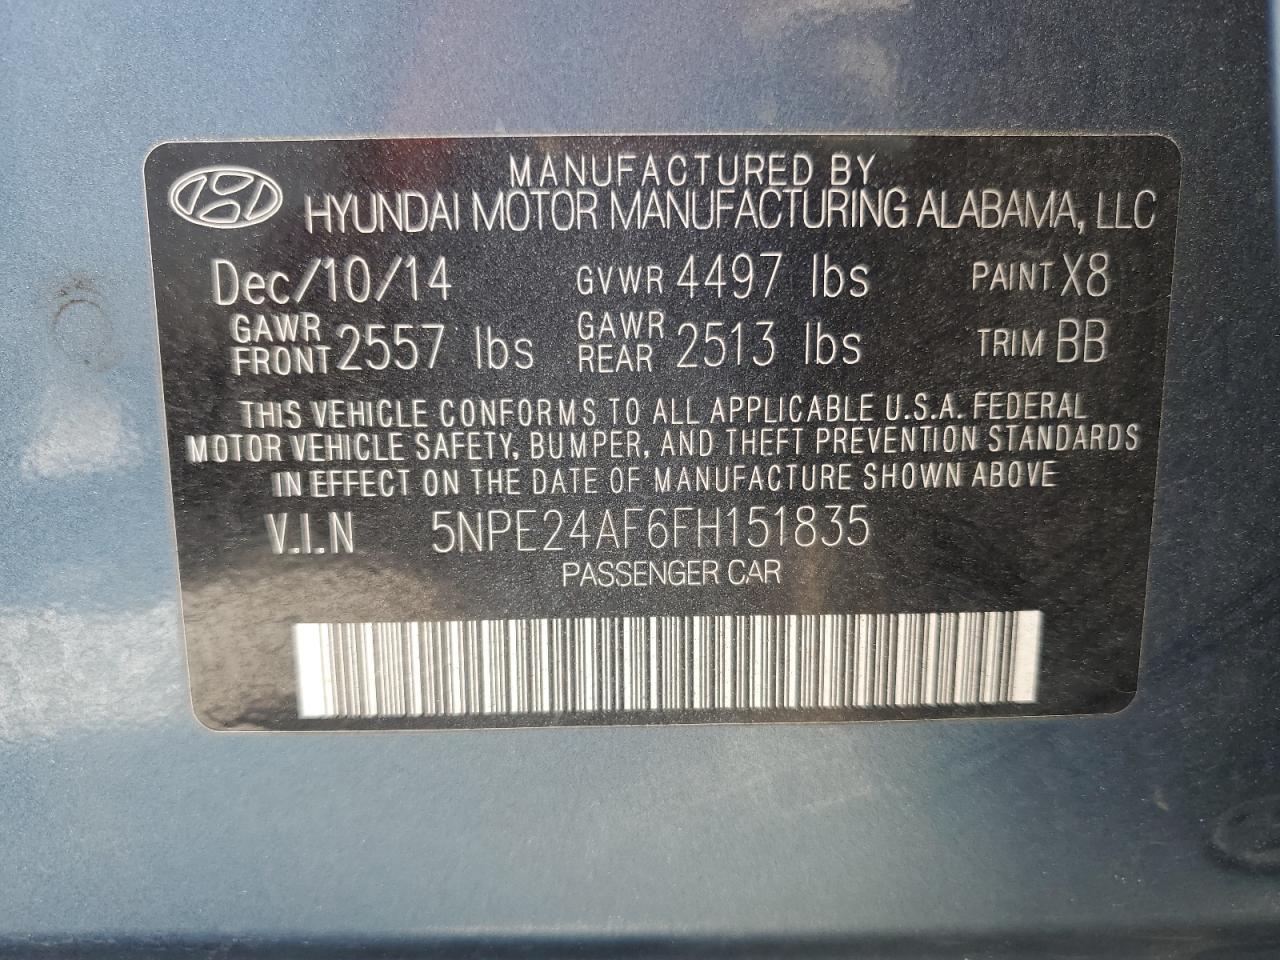 MANUFACTURED BY
HYUNDAI MOTOR MANUFACTURING ALABAMA, LLC
Dec/10/14 GVWR 4497 lbs PAINT X8
GAWR FRONT 2557 lbs GAWR REAR 2513 lbs TRIM BB
THIS VEHICLE CONFORMS TO ALL APPLICABLE U.S.A. FEDERAL
MOTOR VEHICLE SAFETY, BUMPER, AND THEFT PREVENTION STANDARDS
IN EFFECT ON THE DATE OF MANUFACTURE SHOWN ABOVE
V.I.N 5NPE24AF6FH151835
PASSENGER CAR